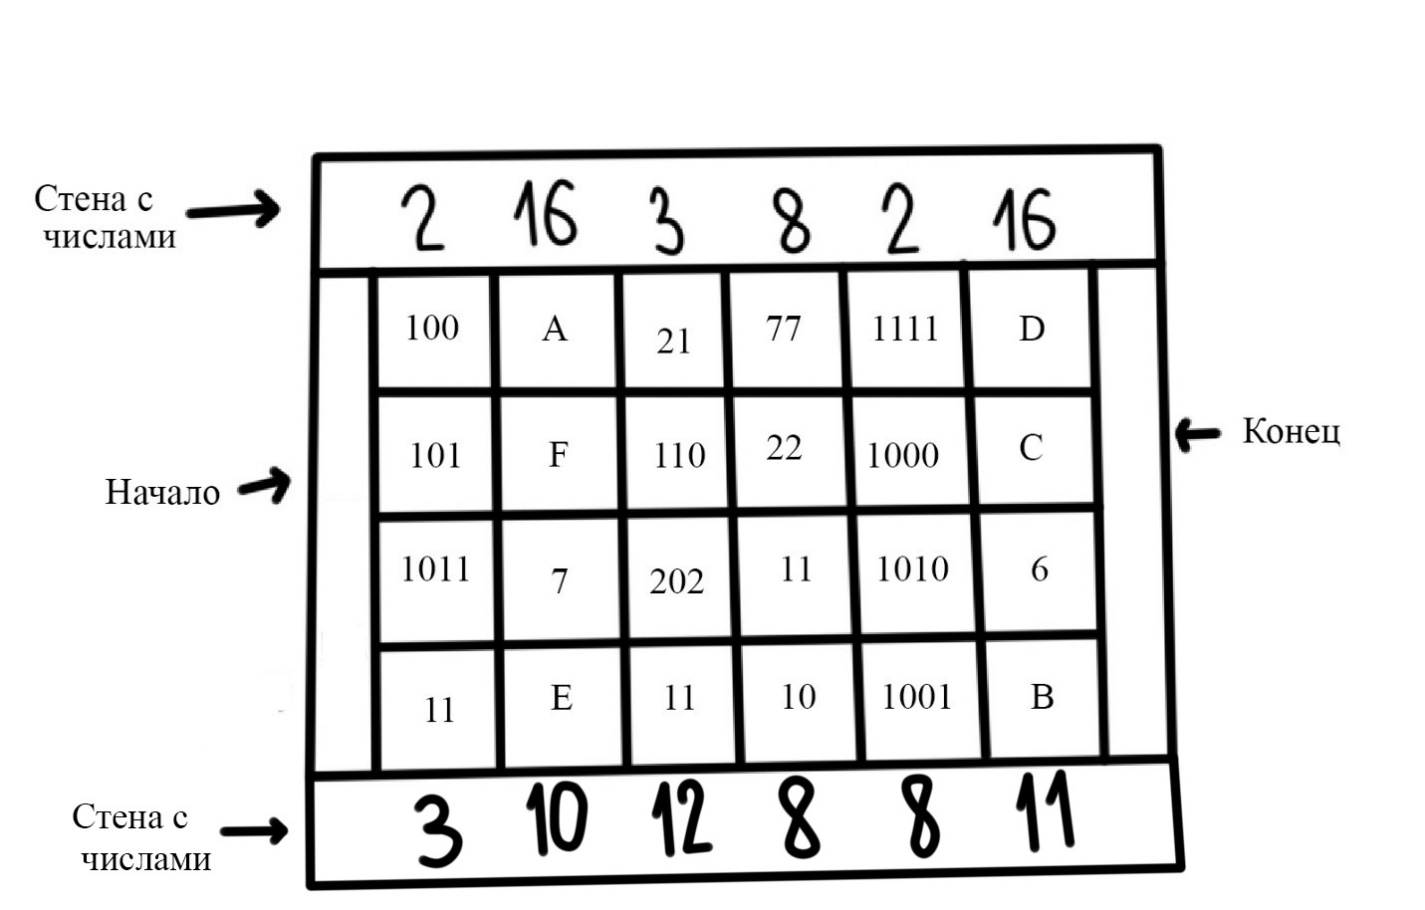 Стена с
числами
2 16 3 8 2 16
100 A 21 77 1111 D
101 F 110 22 1000 C
Конец
Начало
1011 7 202 11 1010 6
11 E 11 10 1001 B
Стена с
числами
3 10 12 8 8 11